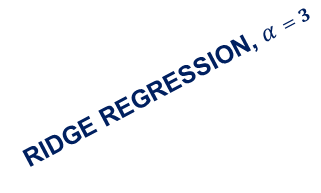 RIDGE REGRESSION, 𝛼 = 3